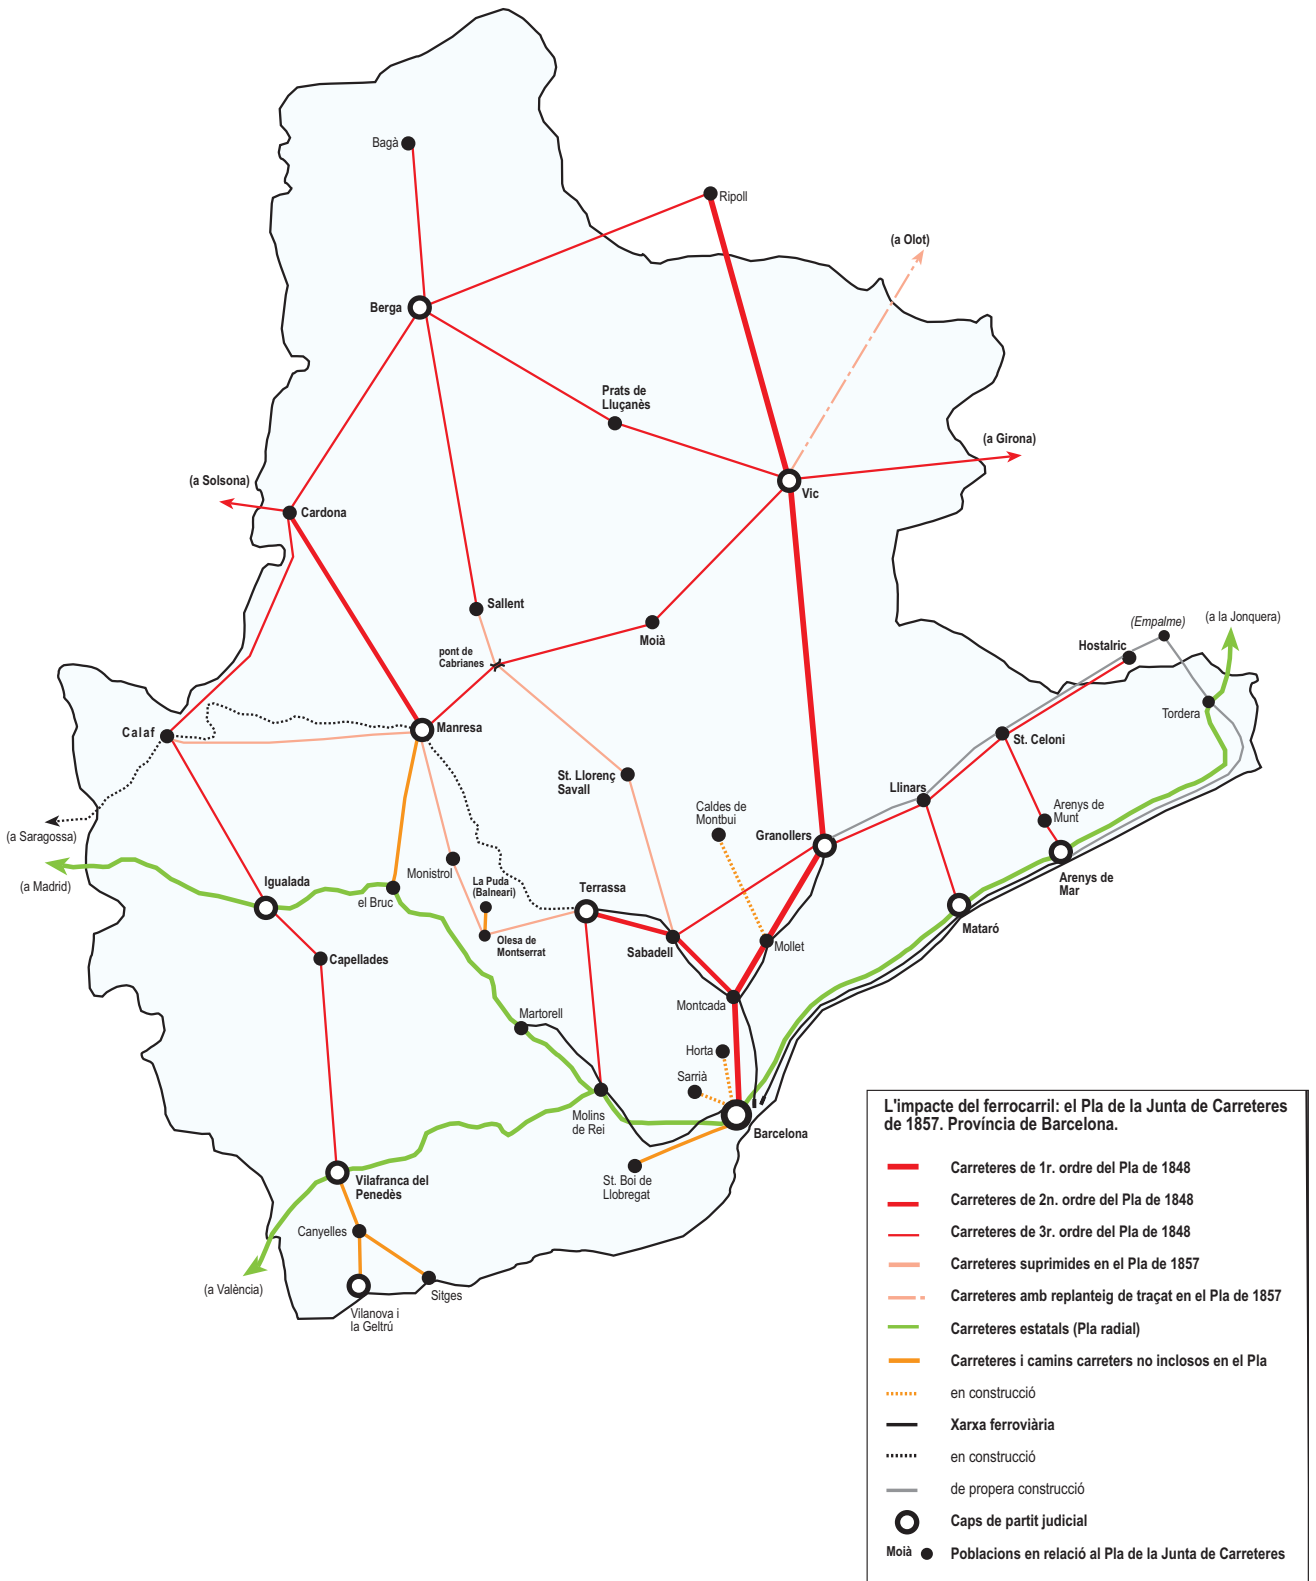 Bagà
Ripoll
(a Olot)
Berga
Prats de
Lluçanès
(a Girona)
(a Solsona)
Vic
Cardona
Sallent
(a la Jonquera)
(Empalme)
Moià
Hostalric
pont de
Cabrianes
Tordera
Manresa
Calaf
St. Celoni
St. Llorenç
Savall
Llinars
Caldes de
Montbui
Arenys de
Munt
Granollers
(a Saragossa)
Monistrol
Arenys de
Mar
(a Madrid)
Igualada
La Puda
(Balneari)
Terrassa
el Bruc
Mataró
Olesa de
Montserrat
Sabadell
Mollet
Capellades
Montcada
Martorell
Horta
Sarrià
Molins
de Rei
Barcelona
St. Boi de
Llobregat
Vilafranca del
Penedès
Canyelles
(a València)
Sitges
Vilanova i
la Geltrú
L'impacte del ferrocarril: el Pla de la Junta de Carreteres
de 1857. Província de Barcelona.
Carreteres de 1r. ordre del Pla de 1848
Carreteres de 2n. ordre del Pla de 1848
Carreteres de 3r. ordre del Pla de 1848
Carreteres suprimides en el Pla de 1857
Carreteres amb replanteig de traçat en el Pla de 1857
Carreteres estatals (Pla radial)
Carreteres i camins carreters no inclosos en el Pla
en construcció
Xarxa ferroviària
en construcció
de propera construcció
Caps de partit judicial
Moià Poblacions en relació al Pla de la Junta de Carreteres